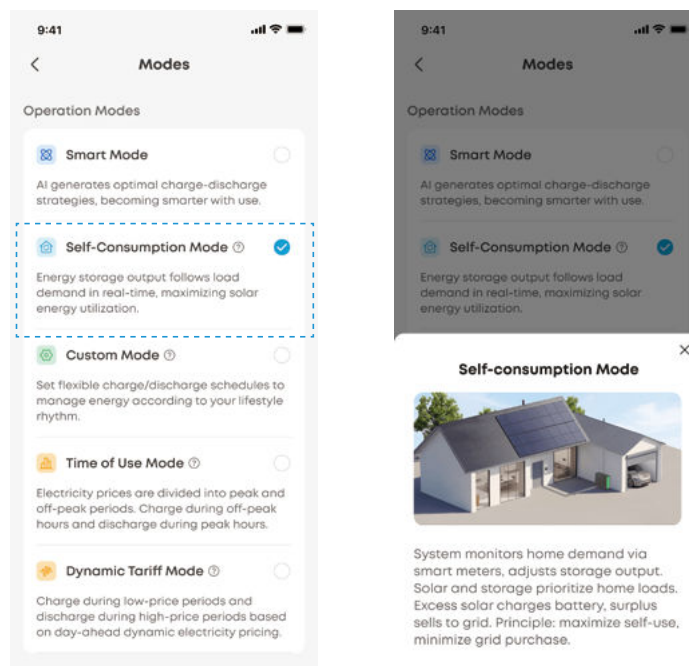 9:41
Modes
Operation Modes
Smart Mode
AI generates optimal charge-discharge
strategies, becoming smarter with use.
Self-Consumption Mode
Energy storage output follows load
demand in real-time, maximizing solar
energy utilization.
Custom Mode
Set flexible charge/discharge schedules to
manage energy according to your lifestyle
rhythm.
Time of Use Mode
Electricity prices are divided into peak and
off-peak periods. Charge during off-peak
hours and discharge during peak hours.
Dynamic Tariff Mode
Charge during low-price periods and
discharge during high-price periods based
on day-ahead dynamic electricity pricing.
9:41
Modes
Operation Modes
Smart Mode
AI generates optimal charge-discharge
strategies, becoming smarter with use.
Self-Consumption Mode
Energy storage output follows load
demand in real-time, maximizing solar
energy utilization.
Self-consumption Mode
System monitors home demand via
smart meters, adjusts storage output.
Solar and storage prioritize home loads.
Excess solar charges battery, surplus
sells to grid. Principle: maximize self-use,
minimize grid purchase.